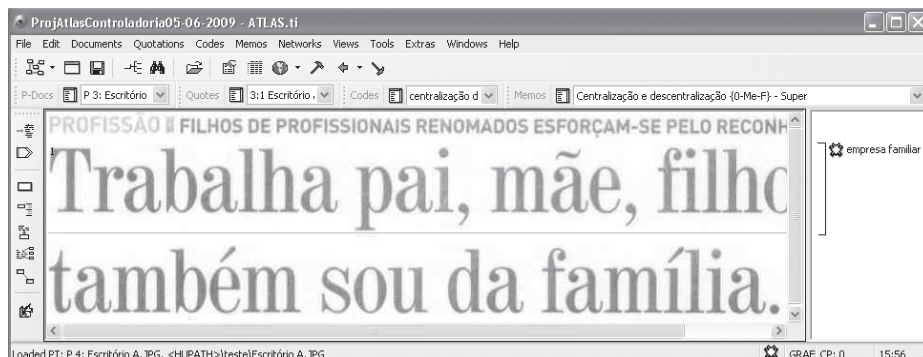 ProjAtlasControladoria05-06-2009 - ATLAS.ti
File Edit Documents Quotations Codes Memos Networks Views Tools Extras Windows Help
P-Docs P 3: Escritório Quotes 3:1 Escritório . Codes centralização d Memos Centralização e descentralização {0-Me-F} - Super
PROFISSÃO FILHOS DE PROFISSIONAIS RENOMADOS ESFORÇAM-SE PELO RECONH
1 Trabalha pai, mãe, filho
empresa familiar
também sou da família.
Loaded PT: P 4: Escritório A.JPG, <HUPATH>\teste\Escritório A.JPG GRAF CP: 0 15:56